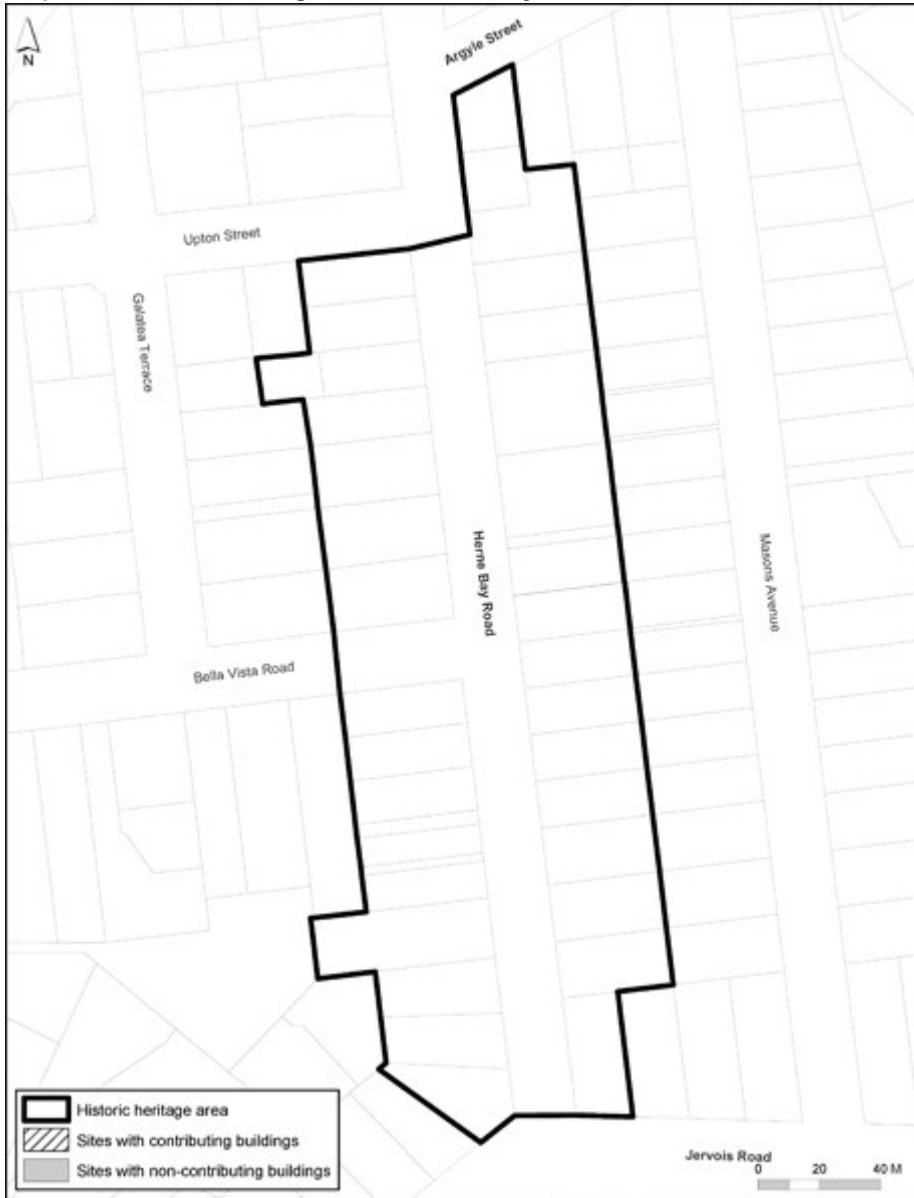 Argyle Street
N
Upton Street
Galatea Terrace
Herne Bay Road
Masons Avenue
Bella Vista Road
Historic heritage area
Sites with contributing buildings
Sites with non-contributing buildings
Jervois Road
0 20 40 M